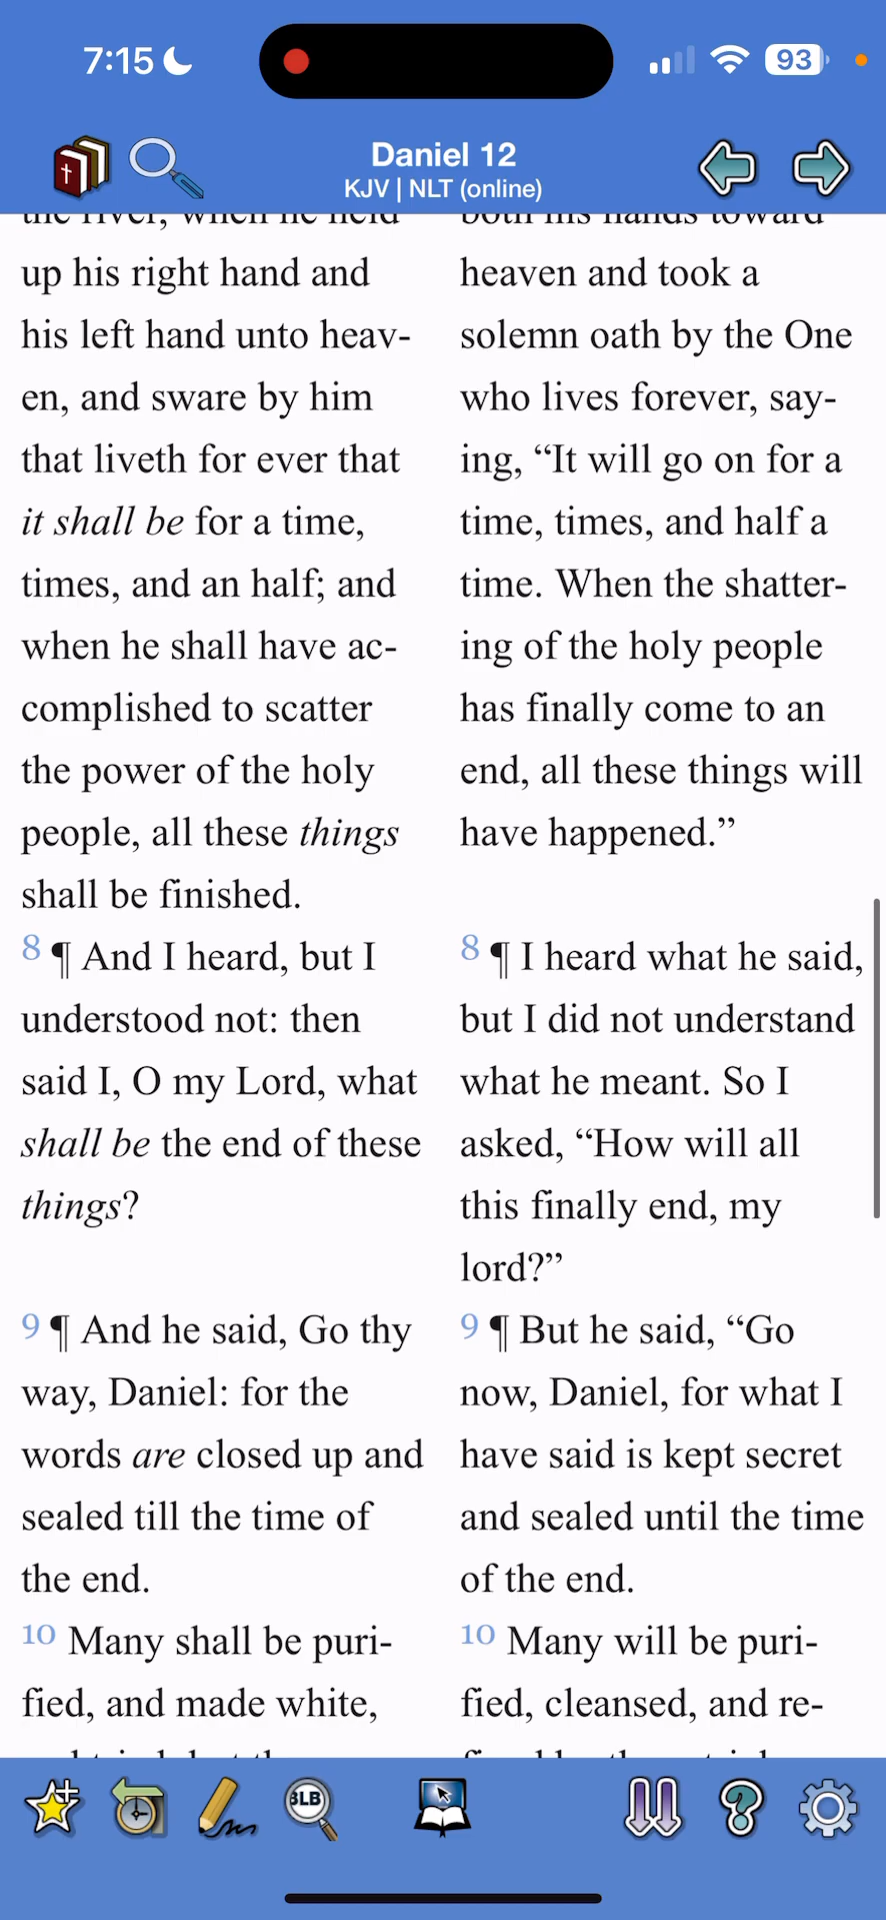 7:15
93
Daniel 12
KJV | NLT (online)
the river, when he held
up his right hand and
his left hand unto heav-
en, and sware by him
that liveth for ever that
it shall be for a time,
times, and an half; and
when he shall have ac-
complished to scatter
the power of the holy
people, all these things
shall be finished.
8 ¶ And I heard, but I
understood not: then
said I, O my Lord, what
shall be the end of these
things?
9 ¶ And he said, Go thy
way, Daniel: for the
words are closed up and
sealed till the time of
the end.
10 Many shall be puri-
fied, and made white,
both his hands toward
heaven and took a
solemn oath by the One
who lives forever, say-
ing, “It will go on for a
time, times, and half a
time. When the shatter-
ing of the holy people
has finally come to an
end, all these things will
have happened.”
8 ¶ I heard what he said,
but I did not understand
what he meant. So I
asked, “How will all
this finally end, my
lord?”
9 ¶ But he said, “Go
now, Daniel, for what I
have said is kept secret
and sealed until the time
of the end.
10 Many will be puri-
fied, cleansed, and re-
BLB